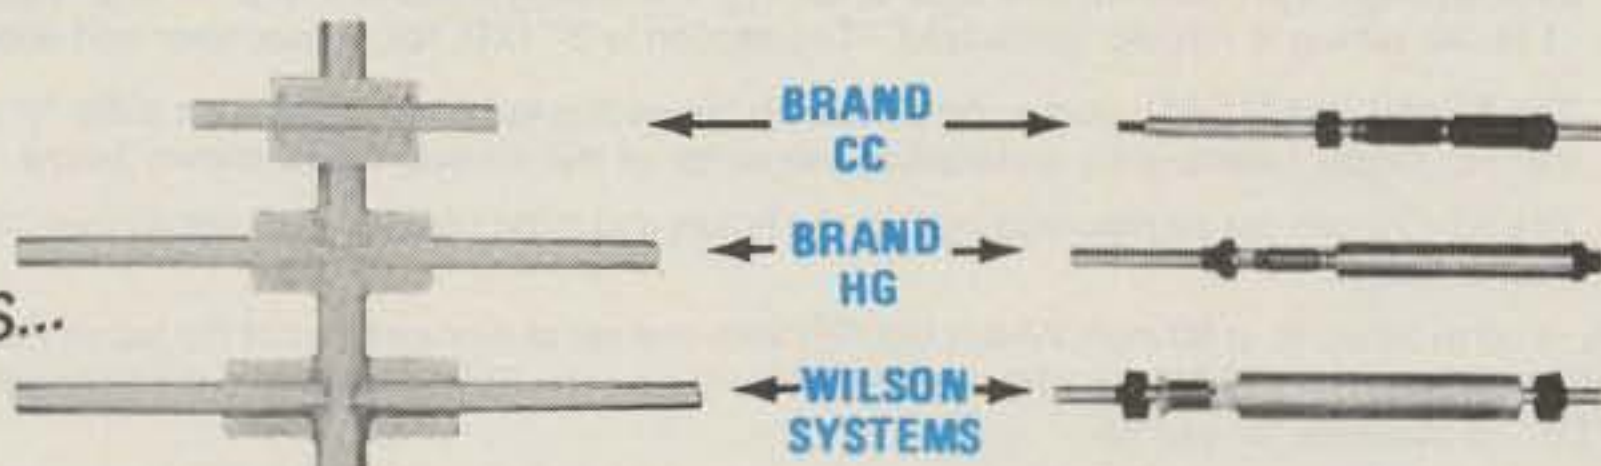 BRAND
CC
BRAND
HG
S...
WILSON
SYSTEMS